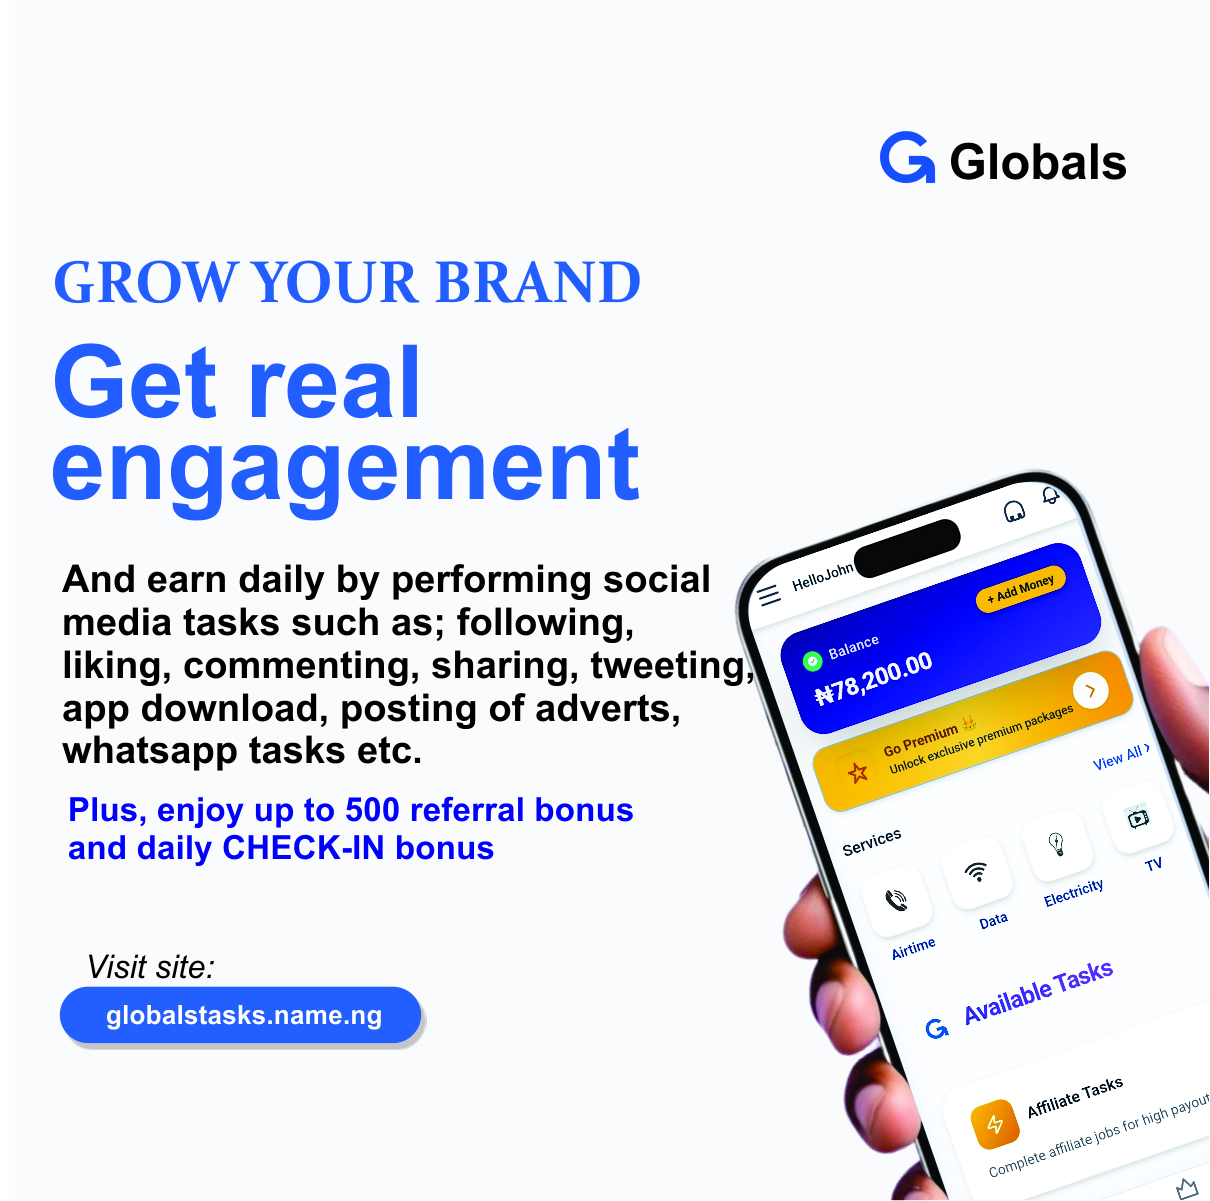 Globals
GROW YOUR BRAND
Get real
engagement
And earn daily by performing social
media tasks such as; following,
liking, commenting, sharing, tweeting,
app download, posting of adverts,
whatsapp tasks etc.
Plus, enjoy up to 500 referral bonus
and daily CHECK-IN bonus
Visit site:
globalstasks.name.ng
HelloJohn
+ Add Money
Balance
₦78,200.00
Go Premium
Unlock exclusive premium packages
View All ›
Services
Airtime
Data
Electricity
TV
Available Tasks
Affiliate Tasks
Complete affiliate jobs for high payout